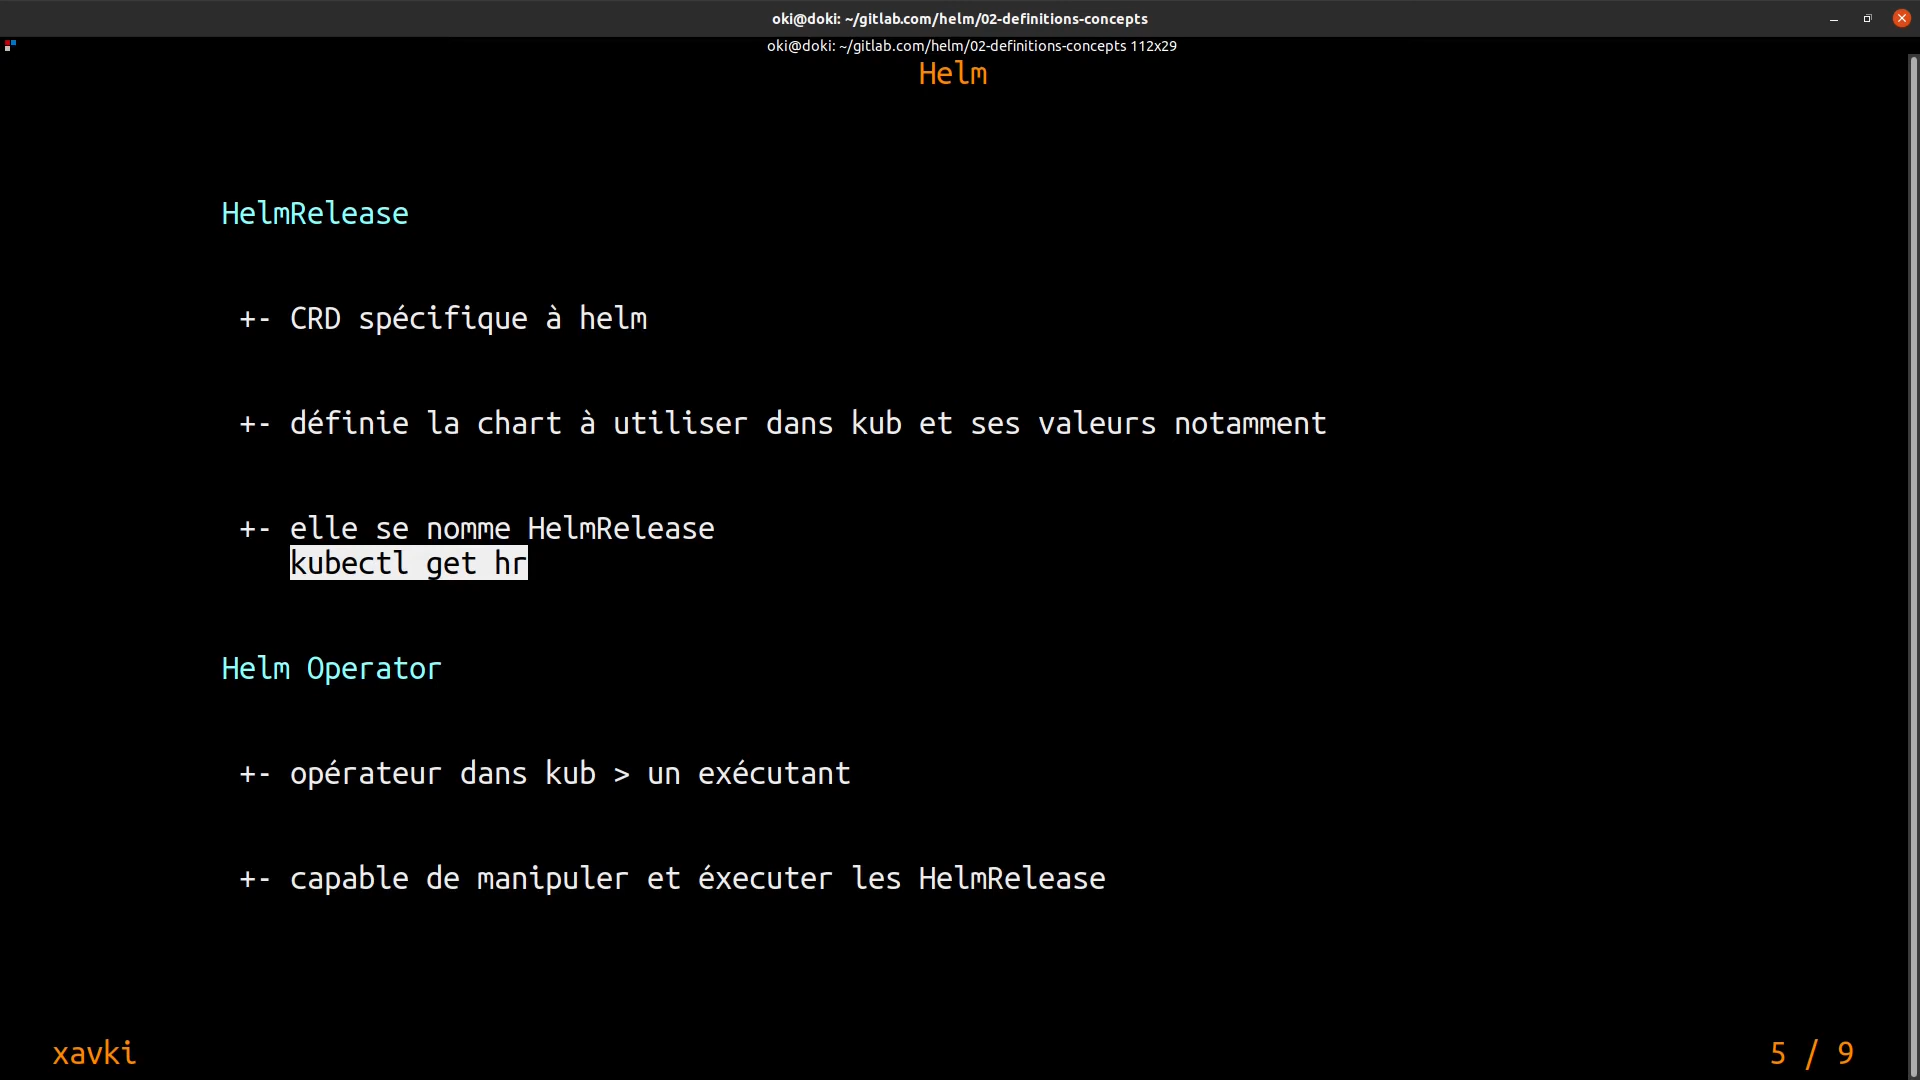 oki@doki: ~/gitlab.com/helm/02-definitions-concepts
oki@doki: ~/gitlab.com/helm/02-definitions-concepts 112x29
Helm
HelmRelease
+- CRD spécifique à helm
+- définie la chart à utiliser dans kub et ses valeurs notamment
+- elle se nomme HelmRelease
kubectl get hr
Helm Operator
+- opérateur dans kub > un exécutant
+- capable de manipuler et éxecuter les HelmRelease
xavki
5 / 9